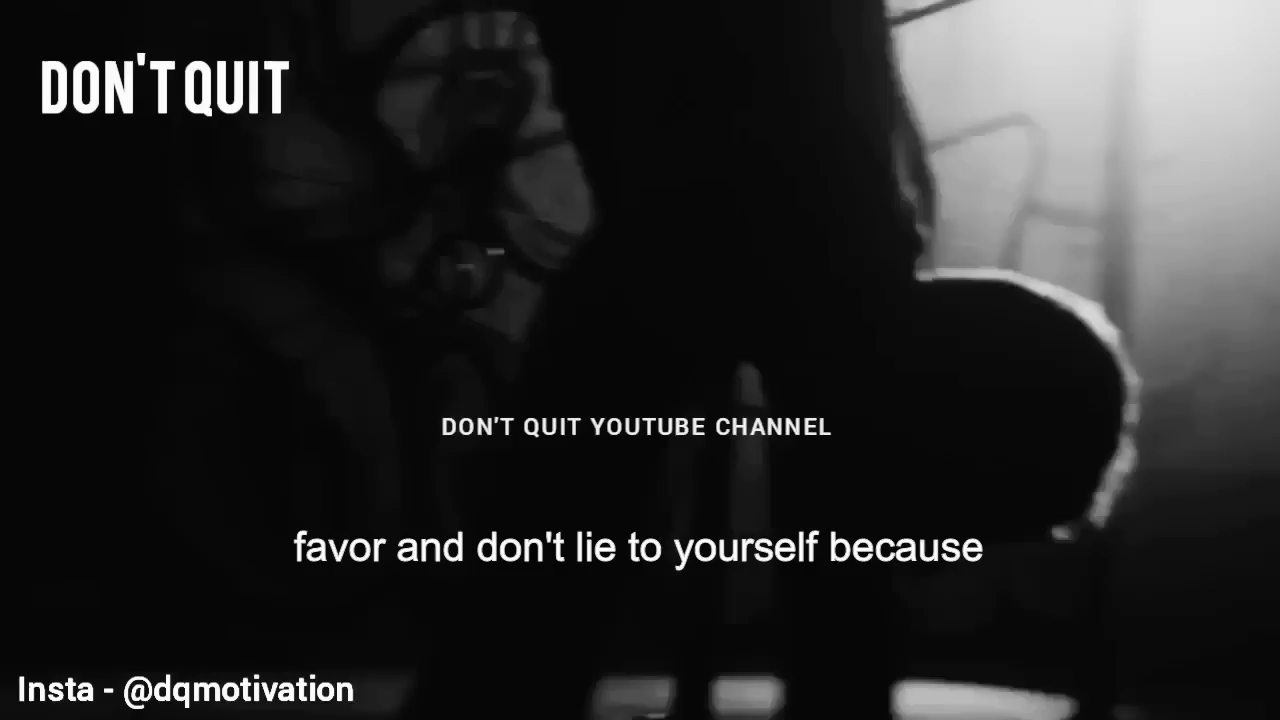 DON'T QUIT
DON'T QUIT YOUTUBE CHANNEL
favor and don't lie to yourself because
Insta - @dqmotivation